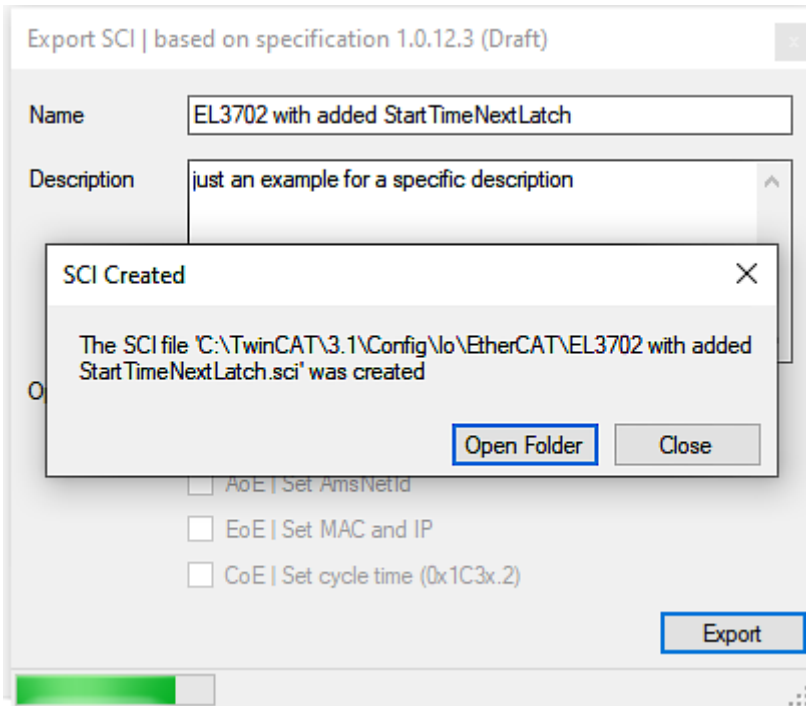 Export SCI | based on specification 1.0.12.3 (Draft)
x
Name
EL3702 with added StartTimeNextLatch
Description
just an example for a specific description
SCI Created
The SCI file 'C:\TwinCAT\3.1\Config\Io\EtherCAT\EL3702 with added
StartTimeNextLatch.sci' was created
Open Folder
Close
AoE | Set AmsNetId
EoE | Set MAC and IP
CoE | Set cycle time (0x1C3x.2)
Export